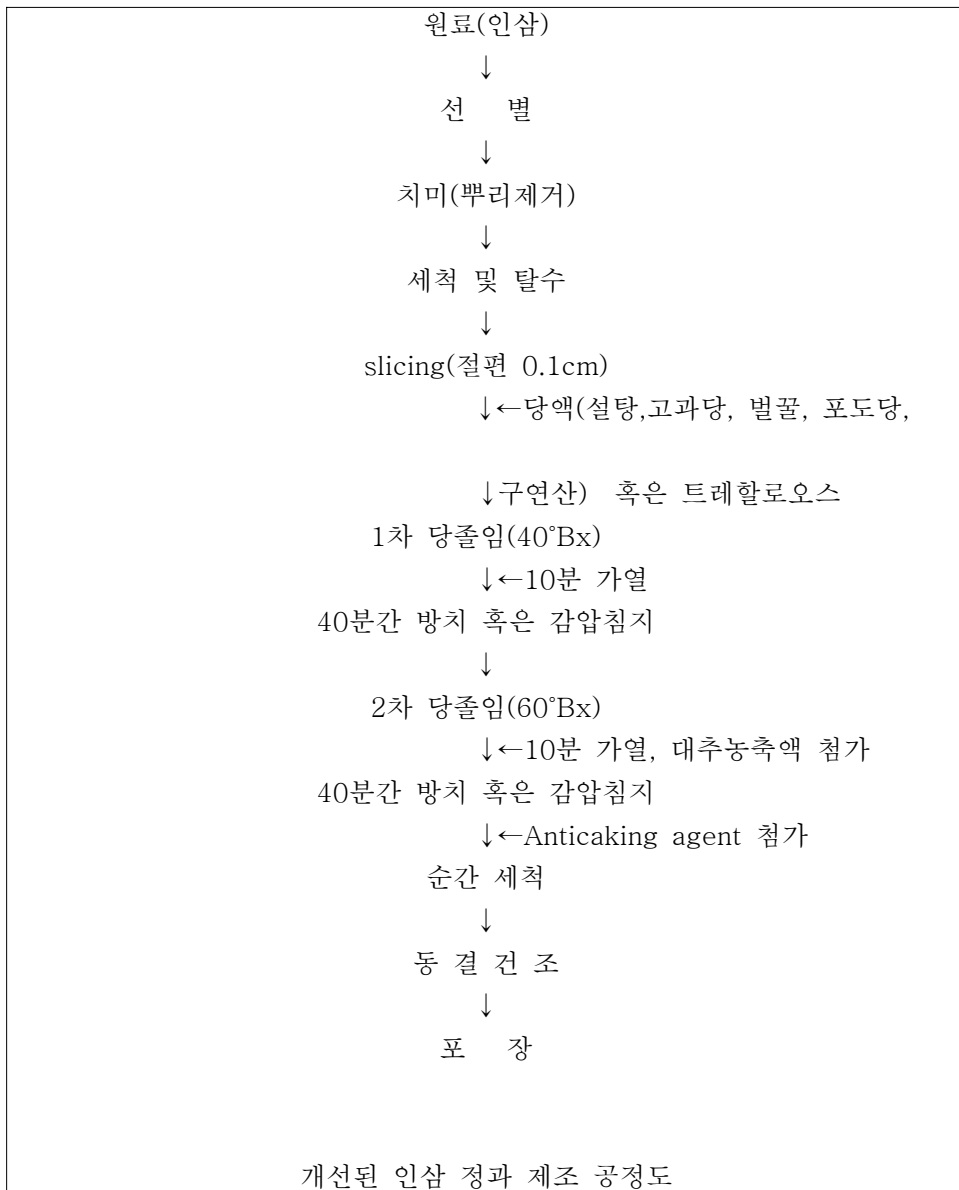 원료(인삼)
↓
선 별
↓
치미(뿌리제거)
↓
세척 및 탈수
↓
slicing(절편 0.1cm)
↓←당액(설탕,고과당, 벌꿀, 포도당,
↓구연산) 혹은 트레할로오스
1차 당졸임(40°Bx)
↓←10분 가열
40분간 방치 혹은 감압침지
↓
2차 당졸임(60°Bx)
↓←10분 가열, 대추농축액 첨가
40분간 방치 혹은 감압침지
↓←Anticaking agent 첨가
순간 세척
↓
동 결 건 조
↓
포 장
개선된 인삼 정과 제조 공정도